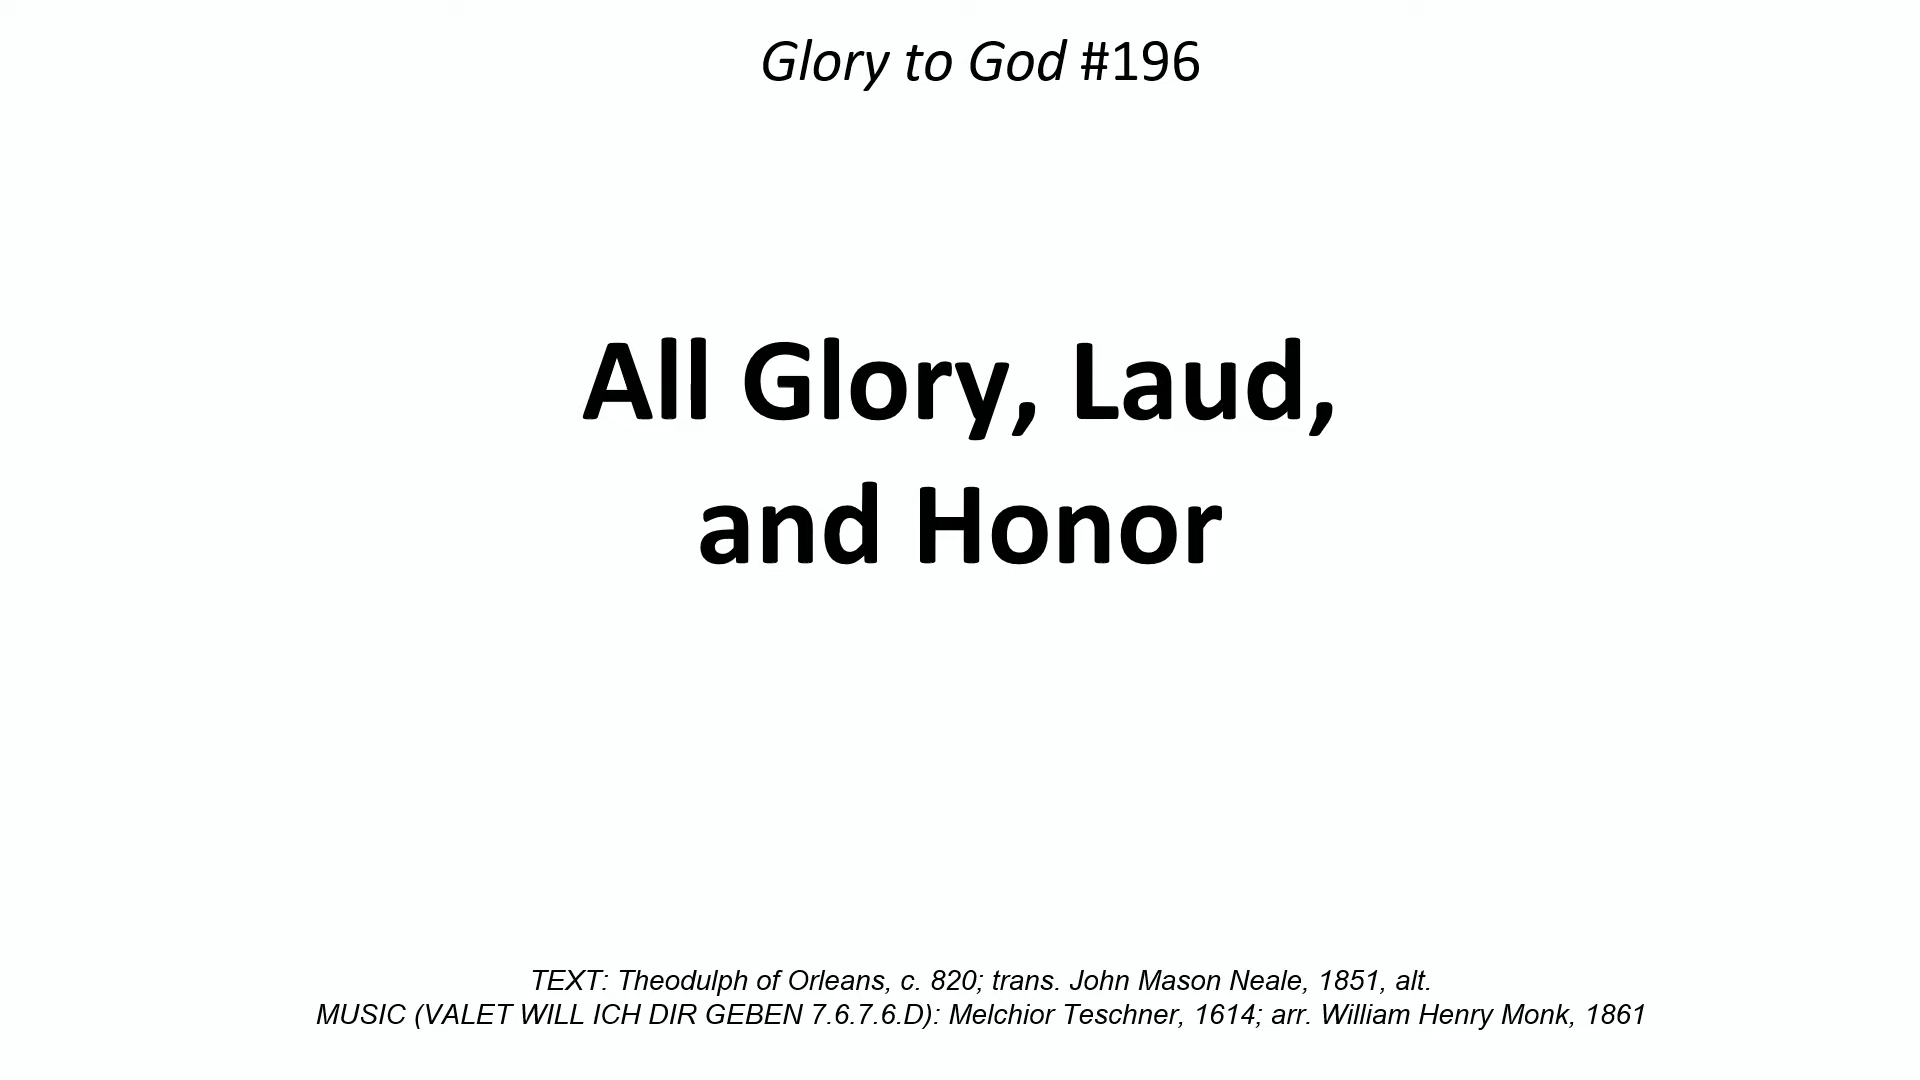 Glory to God #196
All Glory, Laud,
and Honor
TEXT: Theodulph of Orleans, c. 820; trans. John Mason Neale, 1851, alt.
MUSIC (VALET WILL ICH DIR GEBEN 7.6.7.6.D): Melchior Teschner, 1614; arr. William Henry Monk, 1861